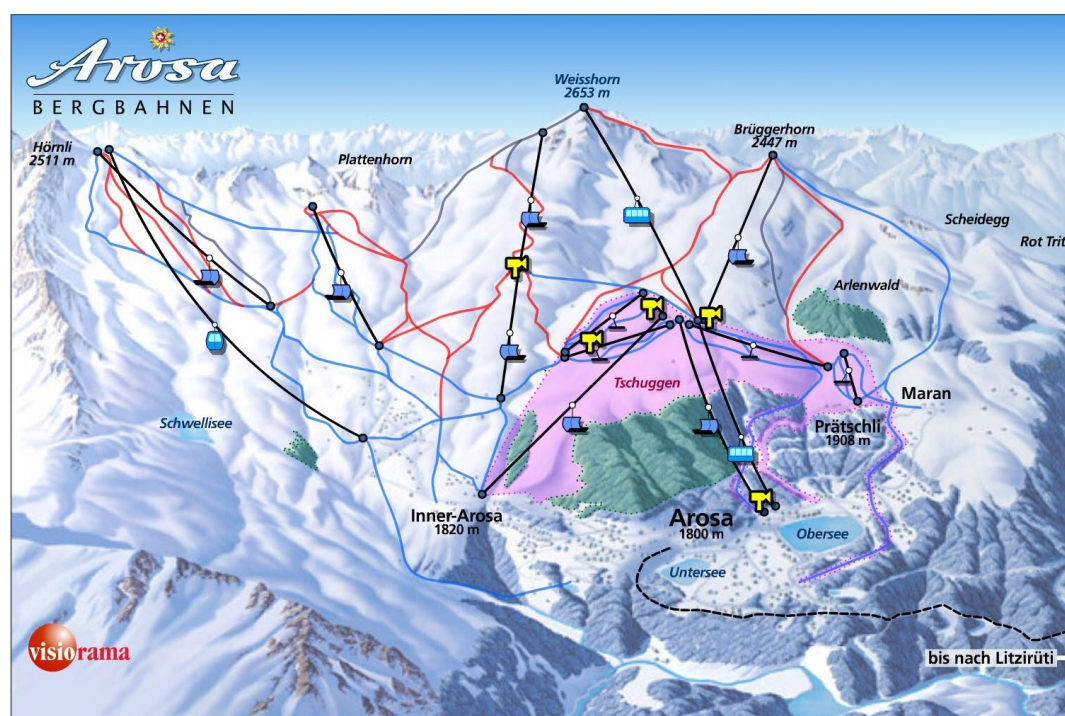 Arosa
BERGBAHNEN
Weisshorn
2653 m
Brüggerhorn
2447 m
Hörnli
2511 m
Plattenhorn
Scheidegg
Rot Trit
Arlenwald
Tschuggen
Maran
Schwellisee
Prätschli
1908 m
Inner-Arosa
1820 m
Arosa
1800 m
Obersee
Untersee
visiorama
bis nach Litzirüti